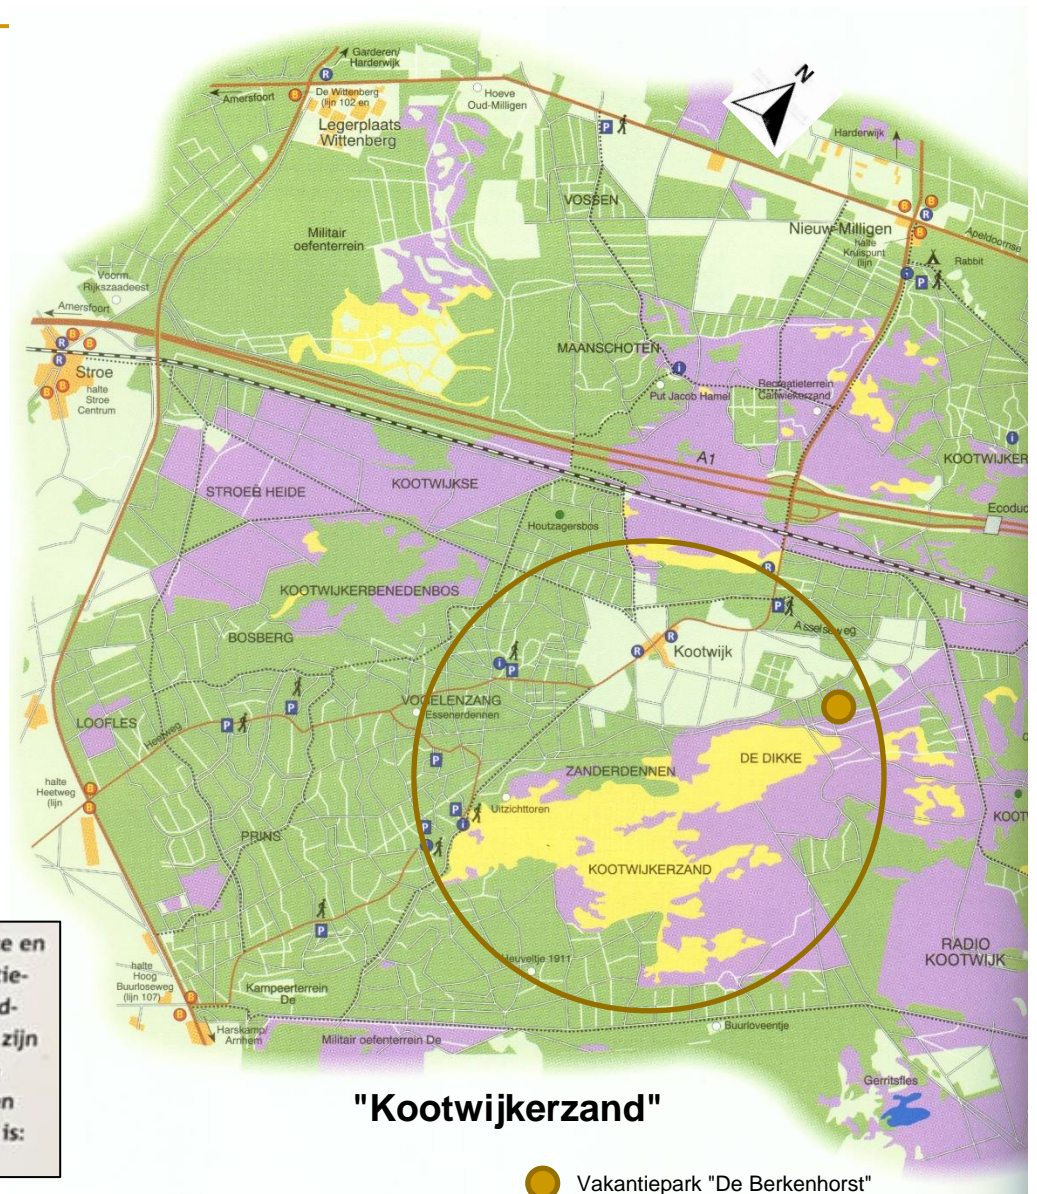 Garderen/
Harderwijk
R
Amersfoort
B
De Wittenberg
(lijn 102 en
Hoeve
Oud-Milligen
Legerplaats
Wittenberg
P
N
Harderwijk
VOSSEN
B
B
R
B
Nieuw-Milligen
halte
Kruispunt
(lijn
Apeldoornse
Rabbit
i
P
Militair
oefenterrein
Voorm.
Rijkszaadeest
Amersfoort
B
R
B
R
Stroe
B
B
halte
Stroe
Centrum
MAANSCHOTEN
i
Put Jacob Hamel
Recreatieterrein
Caitwiekerzand
i
KOOTWIJKER
A1
Ecoduc
STROEER HEIDE
KOOTWIJKSE
Houtzagersbos
KOOTWIJKERBENEDENBOS
R
P
Asselseweg
BOSBERG
R
R
Kootwijk
i
P
VOGELENZANG
Essenerdennen
LOOFLES
Heetweg
P
P
P
DE DIKKE
ZANDERDENNEN
halte
Heetweg
(lijn
B
B
Uitzichttoren
P
i
P
i
PRINS
KOOTW
KOOTWIJKERZAND
P
RADIO
KOOTWIJK
Heuveltje 1911
halte
Hoog
Buurloseweg
(lijn 107)
B
B
Kampeerterrein
De
Harskamp/
Arnhem
Militair oefenterrein De
Buurloveentje
Gerritsfles
e en
tie-
d-
zijn
n
is:
"Kootwijkerzand"
Vakantiepark "De Berkenhorst"